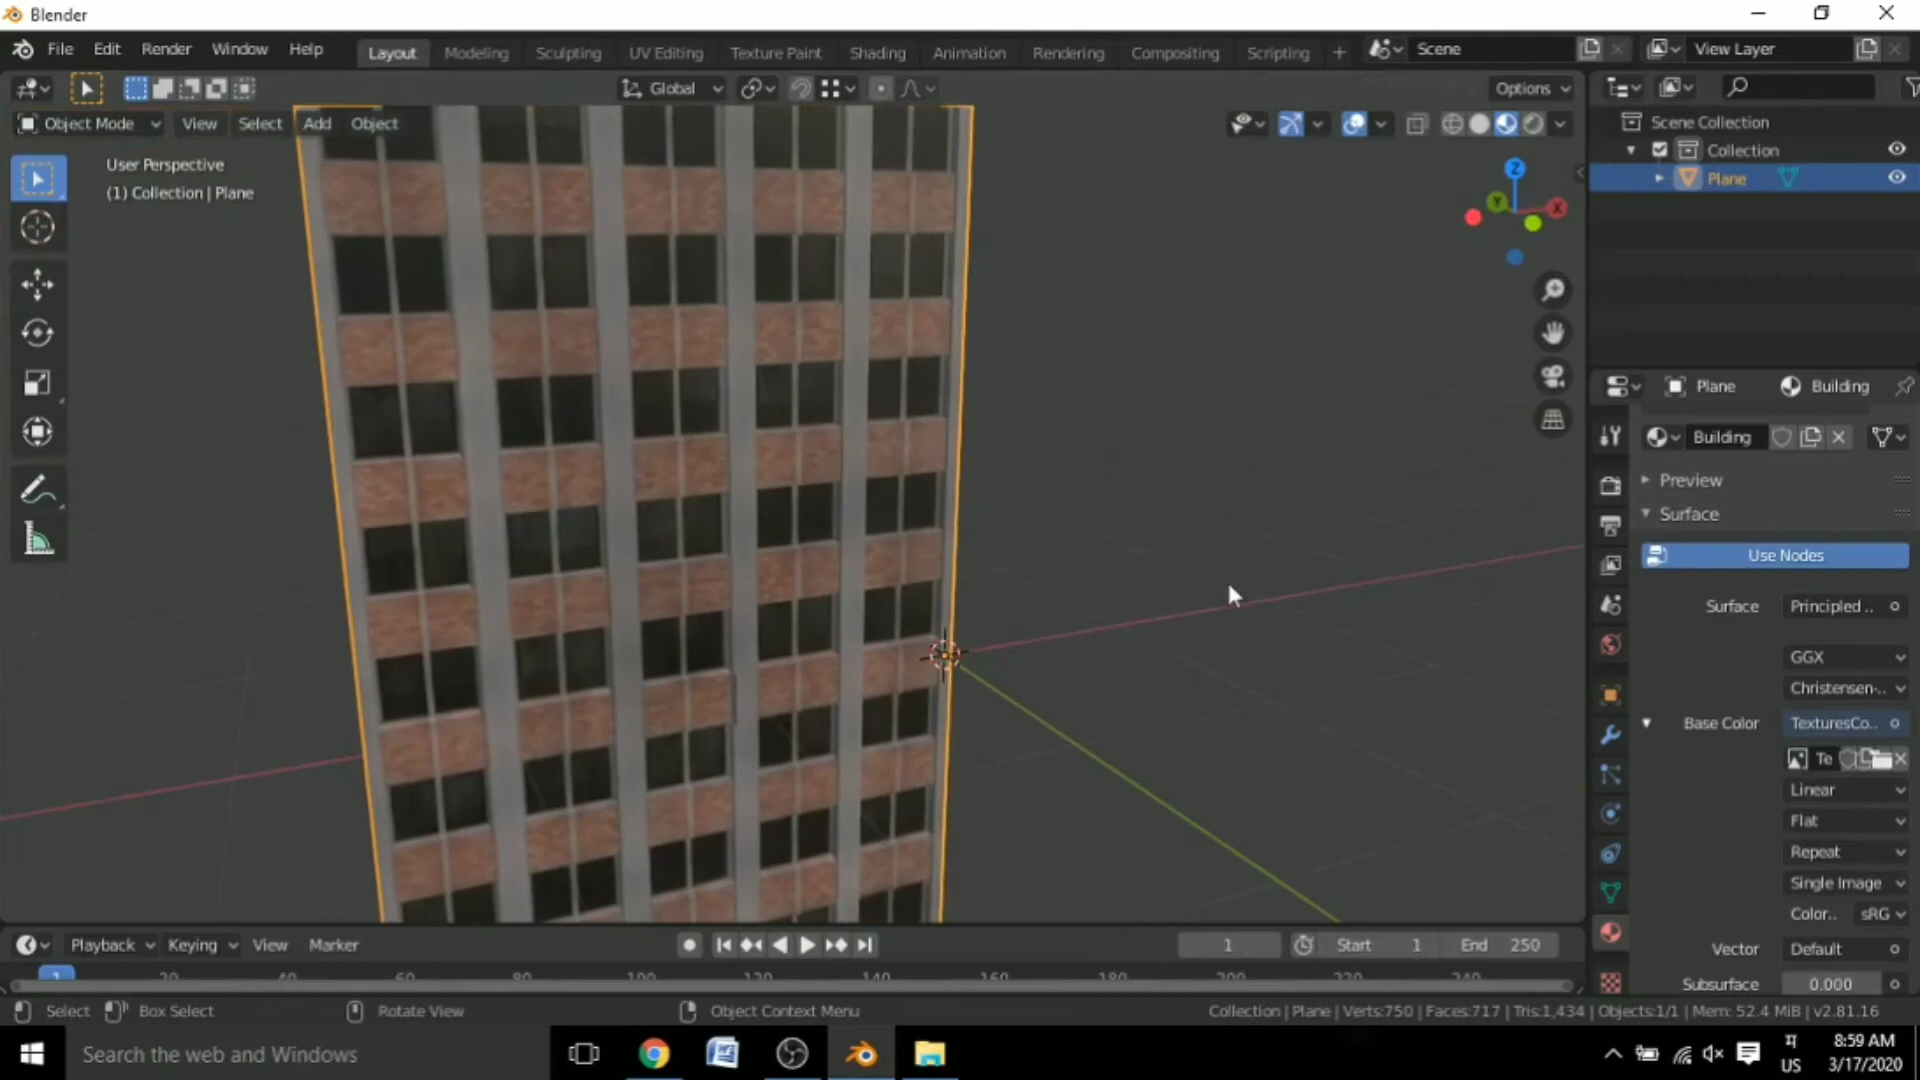 Blender
File Edit Render Window Help
Layout Modeling Sculpting UV Editing Texture Paint Shading Animation Rendering Compositing Scripting +
Scene
View Layer
Global
Options
Object Mode View Select Add Object
User Perspective
(1) Collection | Plane
Z
Y
X
Scene Collection
Collection
Plane
Plane
Building
Building
Preview
Surface
Use Nodes
Surface Principled ..
GGX
Christensen-..
Base Color TexturesCo..
Te
Linear
Flat
Repeat
Single Image
Color.. sRG
Vector Default
Subsurface 0.000
Playback Keying View Marker
1
Start 1
End 250
1 20 40 60 80 100 120 140 160 180 200 220 240
Select Box Select Rotate View Object Context Menu
Collection | Plane | Verts:750 | Faces:717 | Tris:1,434 | Objects:1/1 | Mem: 52.4 MiB | v2.81.16
Search the web and Windows
US
8:59 AM
3/17/2020